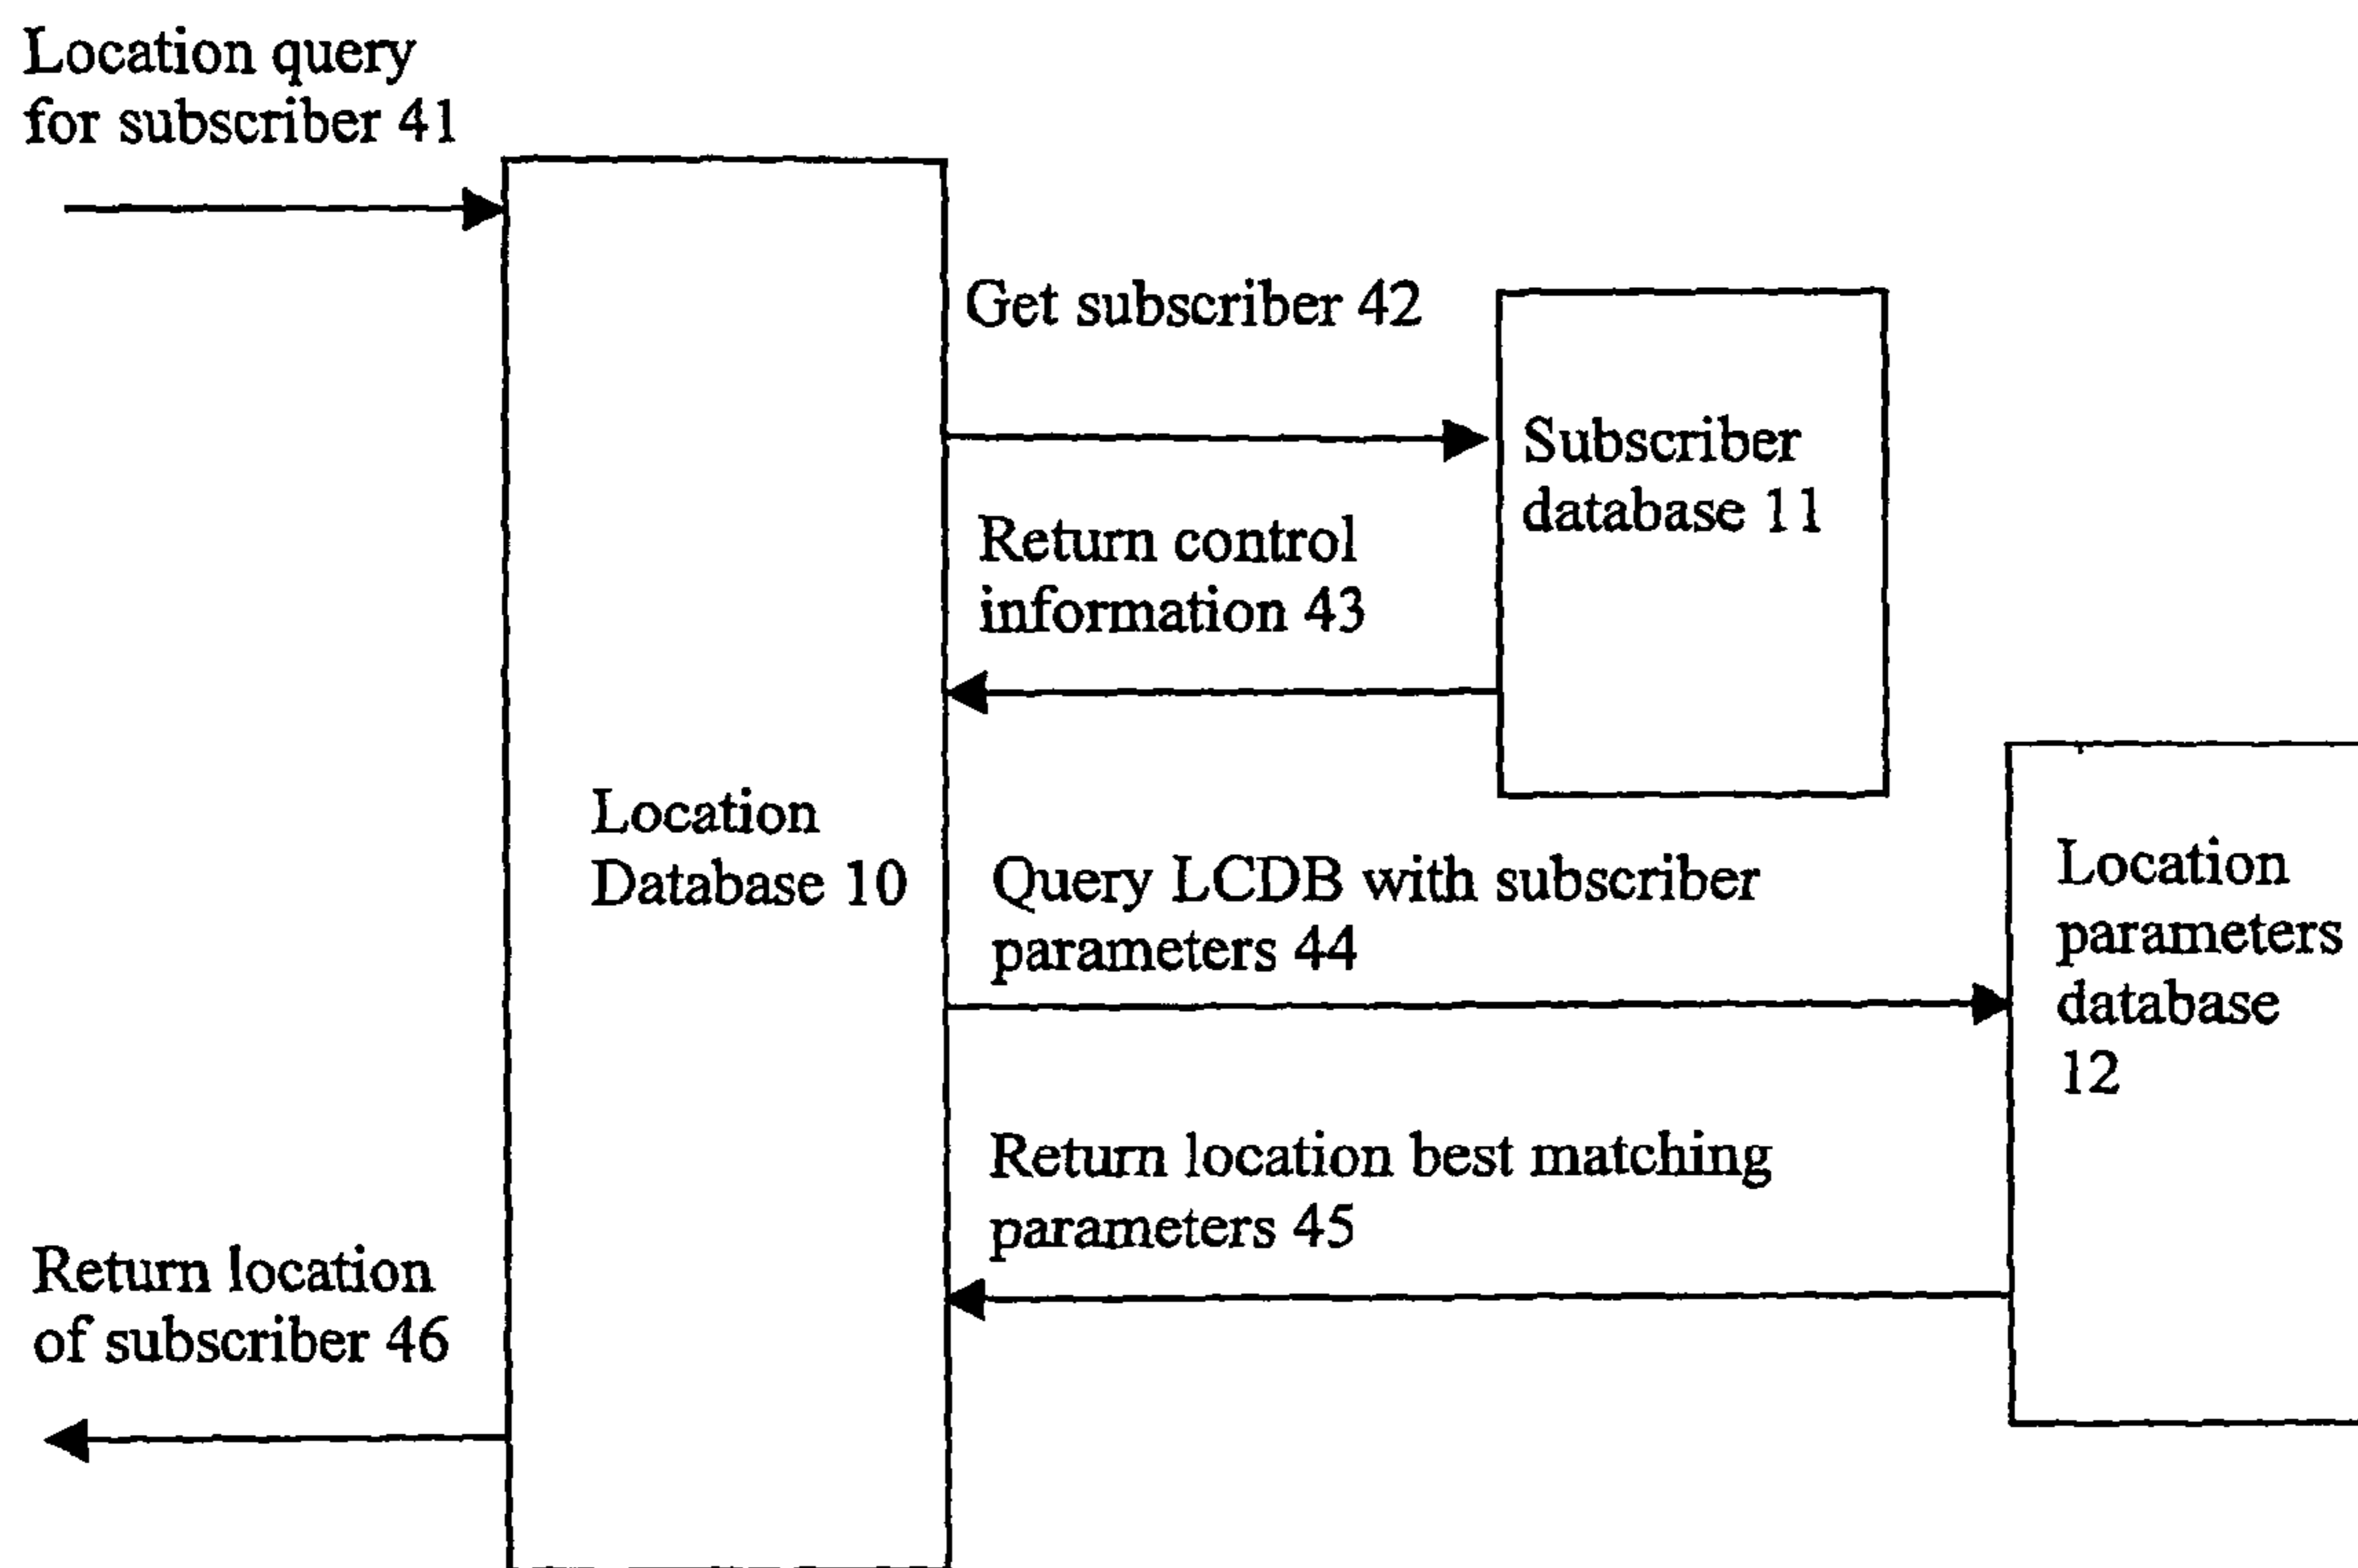 Location query
for subscriber 41
Get subscriber 42
Subscriber
database 11
Return control
information 43
Location
Database 10
Query LCDB with subscriber
parameters 44
Location
parameters
database
12
Return location best matching
parameters 45
Return location
of subscriber 46